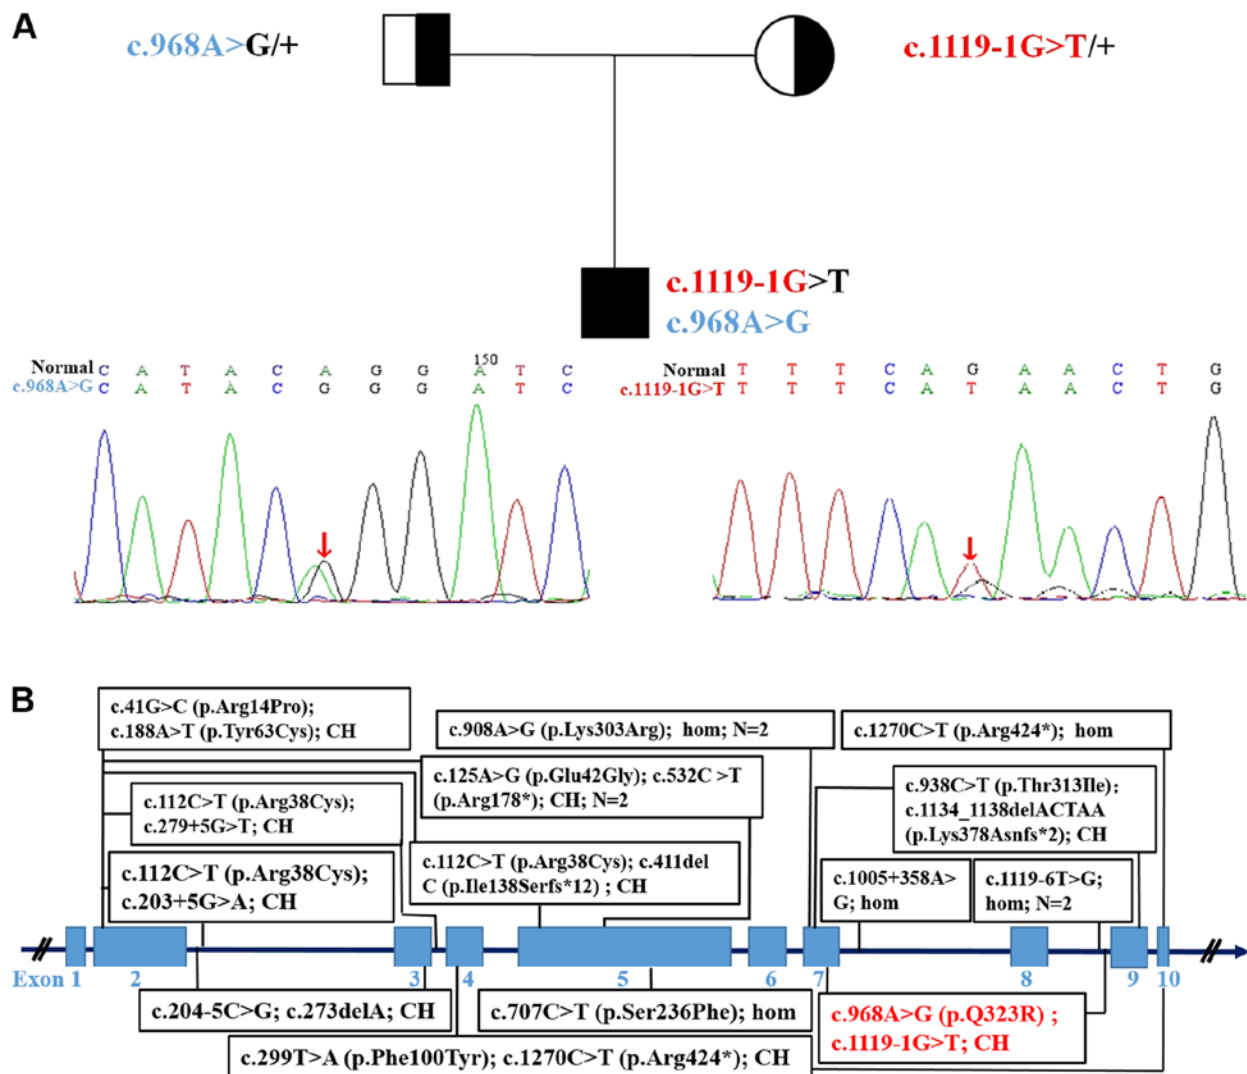 A
c.968A>G/+
c.1119-1G>T/+
c.1119-1G>T
c.968A>G
Normal C A T A C A G G A T C
150
c.968A>G C A T A C G G G A T C
Normal T T T C A G A A C T G
c.1119-1G>T T T T C A T A A C T G
B
c.41G>C (p.Arg14Pro);
c.188A>T (p.Tyr63Cys); CH
c.908A>G (p.Lys303Arg); hom; N=2
c.1270C>T (p.Arg424*); hom
c.125A>G (p.Glu42Gly); c.532C >T
(p.Arg178*); CH; N=2
c.938C>T (p.Thr313Ile);
c.1134_1138delACTAA
(p.Lys378Asnfs*2); CH
c.112C>T (p.Arg38Cys);
c.279+5G>T; CH
c.112C>T (p.Arg38Cys); c.411del
C (p.Ile138Serfs*12) ; CH
c.112C>T (p.Arg38Cys);
c.203+5G>A; CH
c.1005+358A>
G; hom
c.1119-6T>G;
hom; N=2
Exon 1 2 3 4 5 6 7 8 9 10
c.204-5C>G; c.273delA; CH
c.707C>T (p.Ser236Phe); hom
c.968A>G (p.Q323R) ;
c.1119-1G>T; CH
c.299T>A (p.Phe100Tyr); c.1270C>T (p.Arg424*); CH